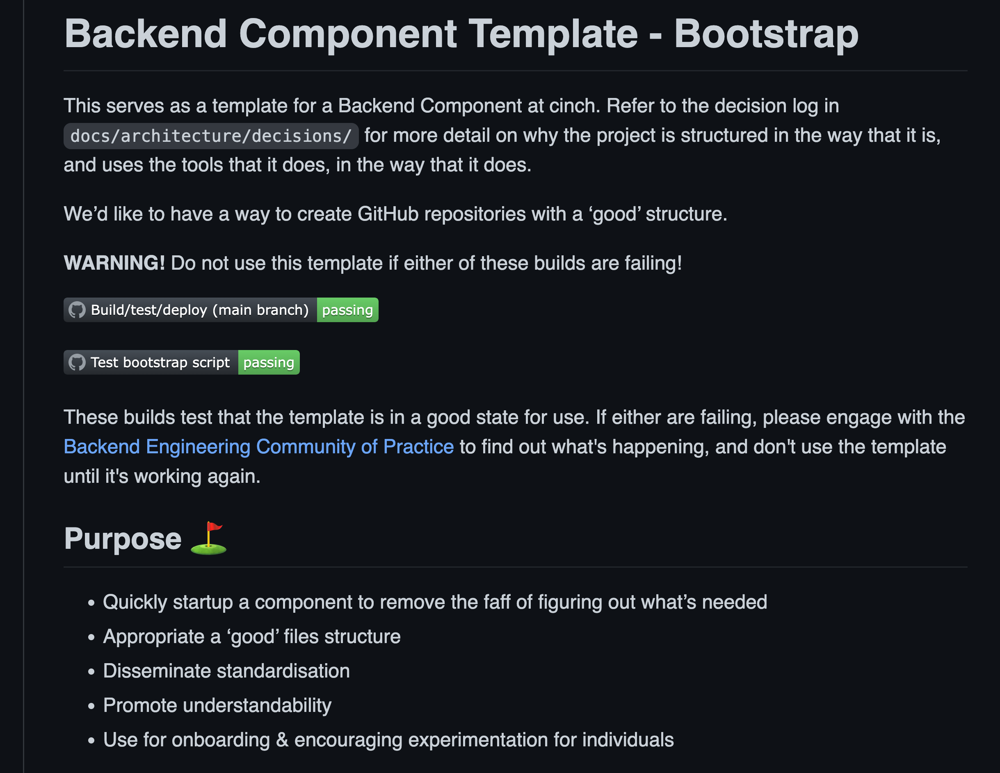 Backend Component Template - Bootstrap
This serves as a template for a Backend Component at cinch. Refer to the decision log in
docs/architecture/decisions/ for more detail on why the project is structured in the way that it is,
and uses the tools that it does, in the way that it does.
We’d like to have a way to create GitHub repositories with a ‘good’ structure.
WARNING! Do not use this template if either of these builds are failing!
Build/test/deploy (main branch) passing
Test bootstrap script passing
These builds test that the template is in a good state for use. If either are failing, please engage with the
Backend Engineering Community of Practice to find out what's happening, and don't use the template
until it's working again.
Purpose ⛳
• Quickly startup a component to remove the faff of figuring out what’s needed
• Appropriate a ‘good’ files structure
• Disseminate standardisation
• Promote understandability
• Use for onboarding & encouraging experimentation for individuals